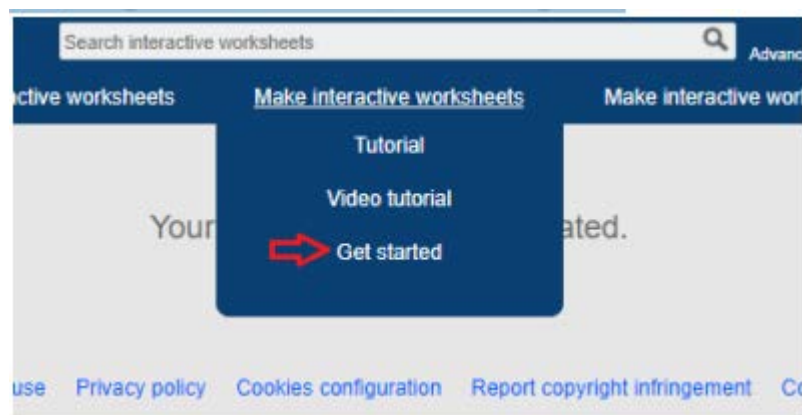 Search interactive worksheets
Advanc
ctive worksheets Make interactive worksheets Make interactive wor
Tutorial
Video tutorial
Your ated.
Get started
use Privacy policy Cookies configuration Report copyright infringement Co